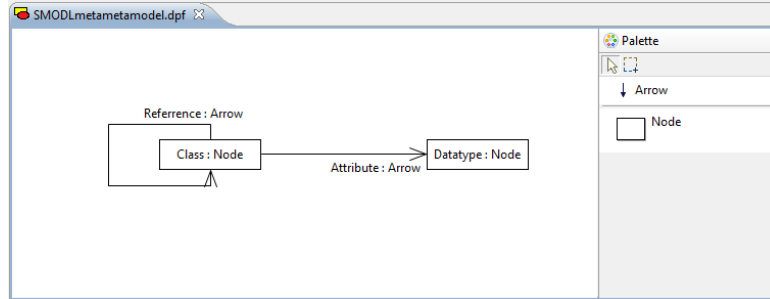 SMODLmetametamodel.dpf
Palette
Arrow
Node
Referrence : Arrow
Class : Node
Datatype : Node
Attribute : Arrow